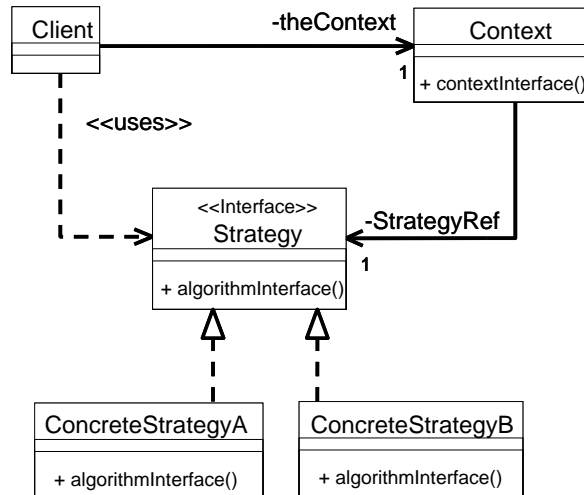 Client
-theContext
Context
1
+ contextInterface()
<<uses>>
<<Interface>>
Strategy
-StrategyRef
1
+ algorithmInterface()
ConcreteStrategyA
ConcreteStrategyB
+ algorithmInterface()
+ algorithmInterface()